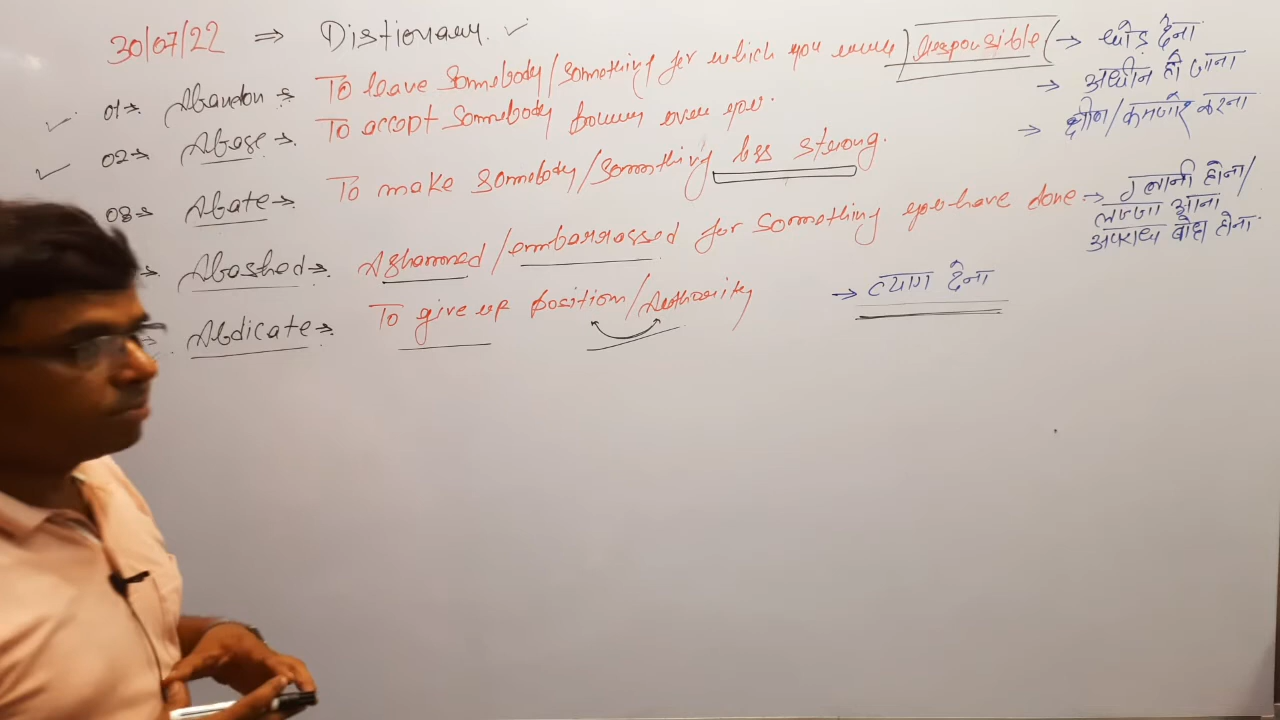 30/07/22 ⇒ Distionary. ✓
01→ Abandon → To leave somebody/something for which you were ) responsible ( → छोड़ देना
02→ Abase → To accept somebody power over you. → अधीन हो जाना
03→ Abate → To make somebody/something less strong. → क्षीण/कमजोर करना
Abashed → Ashamed/embarrassed for something you have done → ग्लानी होना/
लज्जा आना
अपराध बोध होना
Abdicate → To give up position/Authority → त्याग देना